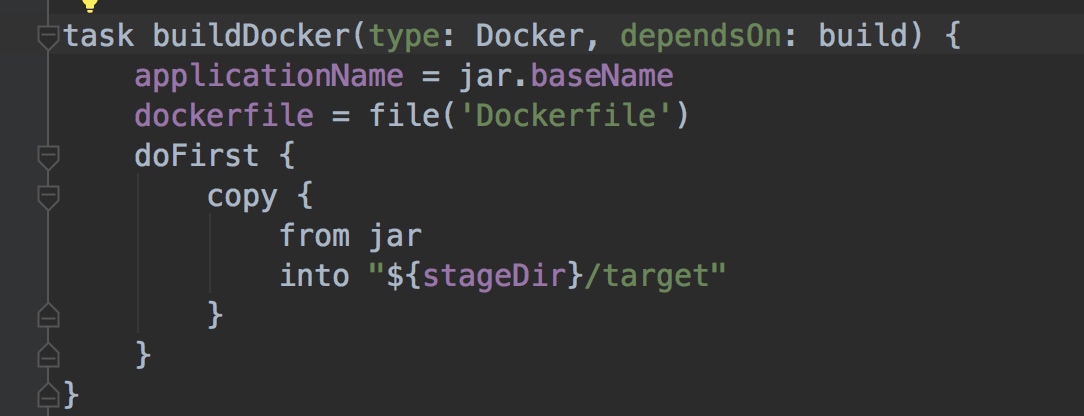 task buildDocker(type: Docker, dependsOn: build) {
    applicationName = jar.baseName
    dockerfile = file('Dockerfile')
    doFirst {
        copy {
            from jar
            into "${stageDir}/target"
        }
    }
}